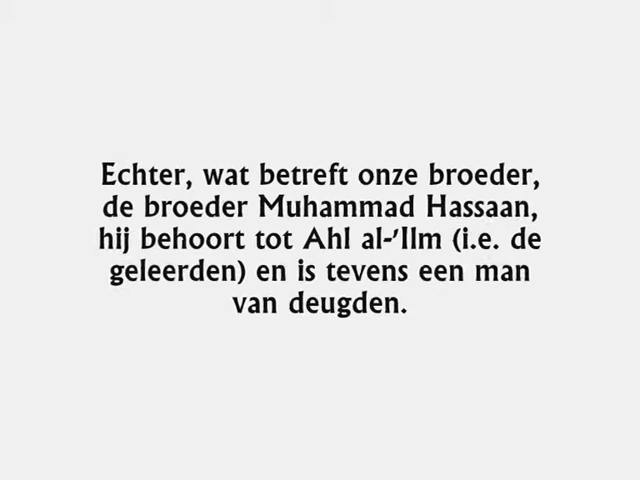 Echter, wat betreft onze broeder,
de broeder Muhammad Hassaan,
hij behoort tot Ahl al-'Ilm (i.e. de
geleerden) en is tevens een man
van deugden.